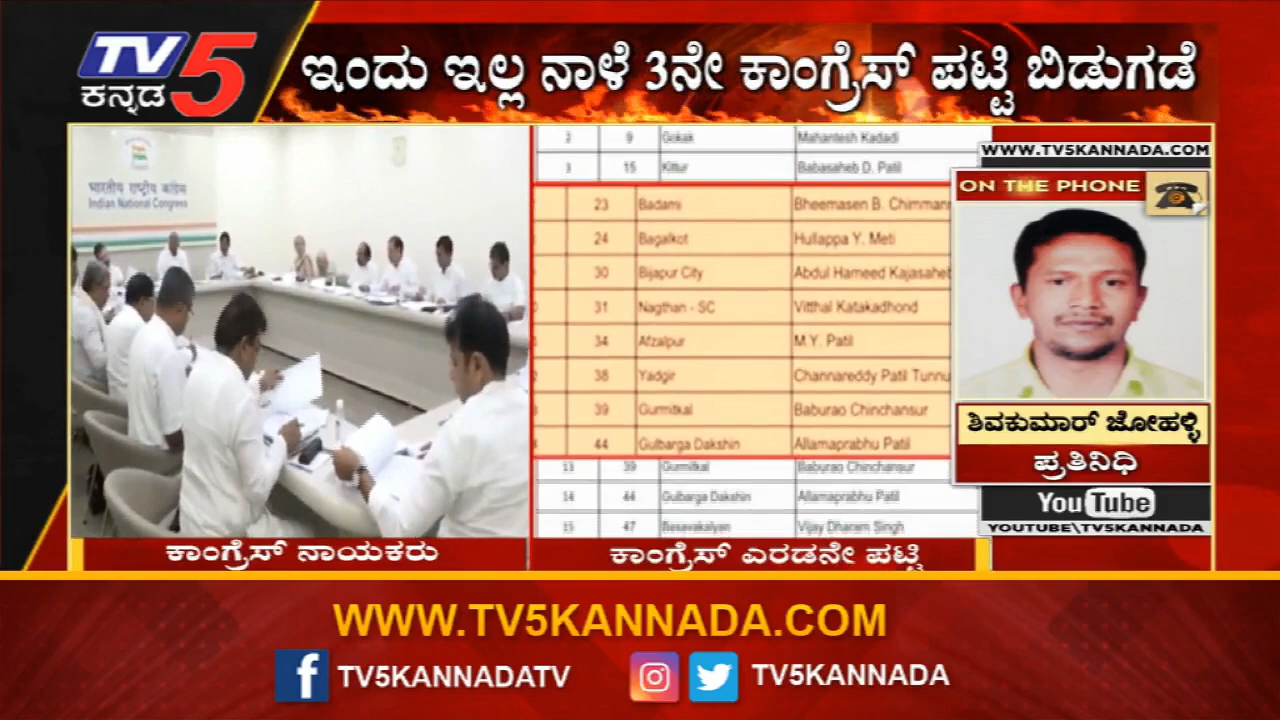 TV5
ಕನ್ನಡ
ಇಂದು ಇಲ್ಲ ನಾಳೆ 3ನೇ ಕಾಂಗ್ರೆಸ್ ಪಟ್ಟಿ ಬಿಡುಗಡೆ
भारतीय राष्ट्रीय कांग्रेस
Indian National Congress
9 Gokak Mahantesh Kadadi
3 15 Kittur Babasaheb D. Patil
23 Badami Bheemasen B. Chimman
24 Bagalkot Hullappa Y. Meti
30 Bijapur City Abdul Hameed Kajasaheb
31 Nagthan - SC Vitthal Katakadhond
34 Afzalpur M.Y. Patil
38 Yadgir Channareddy Patil Tunnu
39 Gurmitkal Baburao Chinchansur
44 Gulbarga Dakshin Allamaprabhu Patil
13 39 Gurmitkal Baburao Chinchansur
14 44 Gulbarga Dakshin Allamaprabhu Patil
15 47 Basavakalyan Vijay Dharam Singh
WWW.TV5KANNADA.COM
ON THE PHONE
ಶಿವಕುಮಾರ್ ಜೋಹಳ್ಳಿ
ಪ್ರತಿನಿಧಿ
YouTube
YOUTUBE\TV5KANNADA
ಕಾಂಗ್ರೆಸ್ ನಾಯಕರು
ಕಾಂಗ್ರೆಸ್ ಎರಡನೇ ಪಟ್ಟಿ
WWW.TV5KANNADA.COM
TV5KANNADATV
TV5KANNADA